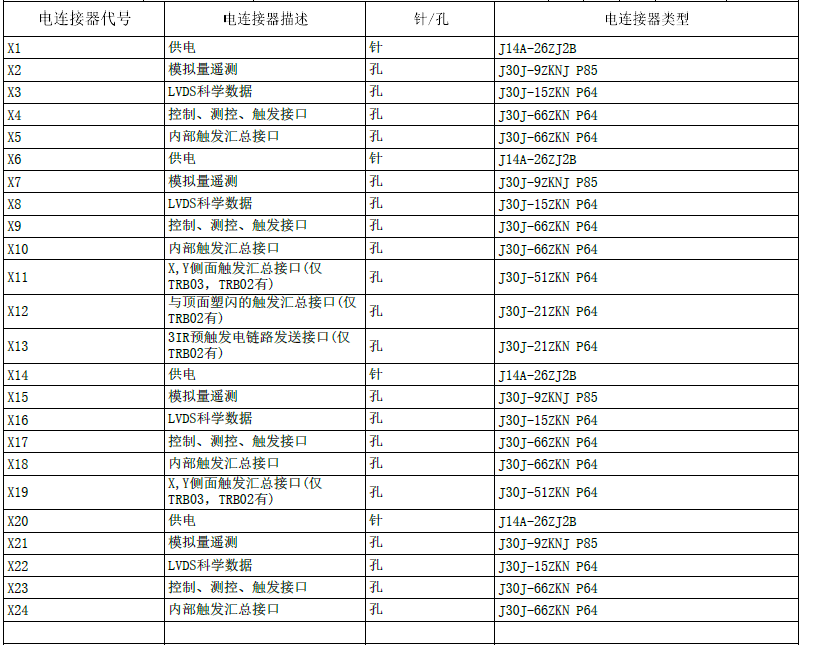 电连接器代号 电连接器描述 针/孔 电连接器类型
X1 供电 针 J14A-26ZJ2B
X2 模拟量遥测 孔 J30J-9ZKNJ P85
X3 LVDS科学数据 孔 J30J-15ZKN P64
X4 控制、测控、触发接口 孔 J30J-66ZKN P64
X5 内部触发汇总接口 孔 J30J-66ZKN P64
X6 供电 针 J14A-26ZJ2B
X7 模拟量遥测 孔 J30J-9ZKNJ P85
X8 LVDS科学数据 孔 J30J-15ZKN P64
X9 控制、测控、触发接口 孔 J30J-66ZKN P64
X10 内部触发汇总接口 孔 J30J-66ZKN P64
X11 X,Y侧面触发汇总接口(仅
TRB03, TRB02有) 孔 J30J-51ZKN P64
X12 与顶面塑闪的触发汇总接口(仅
TRB02有) 孔 J30J-21ZKN P64
X13 3IR预触发电链路发送接口(仅
TRB02有) 孔 J30J-21ZKN P64
X14 供电 针 J14A-26ZJ2B
X15 模拟量遥测 孔 J30J-9ZKNJ P85
X16 LVDS科学数据 孔 J30J-15ZKN P64
X17 控制、测控、触发接口 孔 J30J-66ZKN P64
X18 内部触发汇总接口 孔 J30J-66ZKN P64
X19 X,Y侧面触发汇总接口(仅
TRB03, TRB02有) 孔 J30J-51ZKN P64
X20 供电 针 J14A-26ZJ2B
X21 模拟量遥测 孔 J30J-9ZKNJ P85
X22 LVDS科学数据 孔 J30J-15ZKN P64
X23 控制、测控、触发接口 孔 J30J-66ZKN P64
X24 内部触发汇总接口 孔 J30J-66ZKN P64